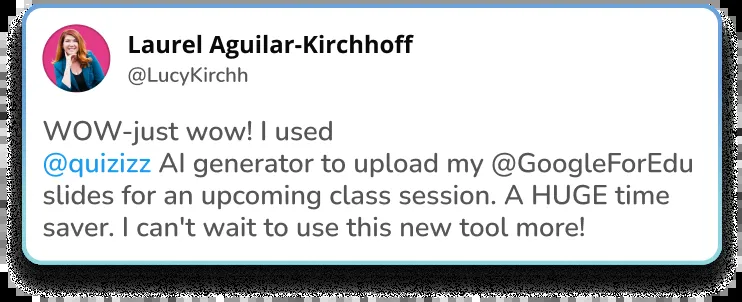 Laurel Aguilar-Kirchhoff
@LucyKirchh
WOW-just wow! I used
@quizizz AI generator to upload my @GoogleForEdu
slides for an upcoming class session. A HUGE time
saver. I can't wait to use this new tool more!